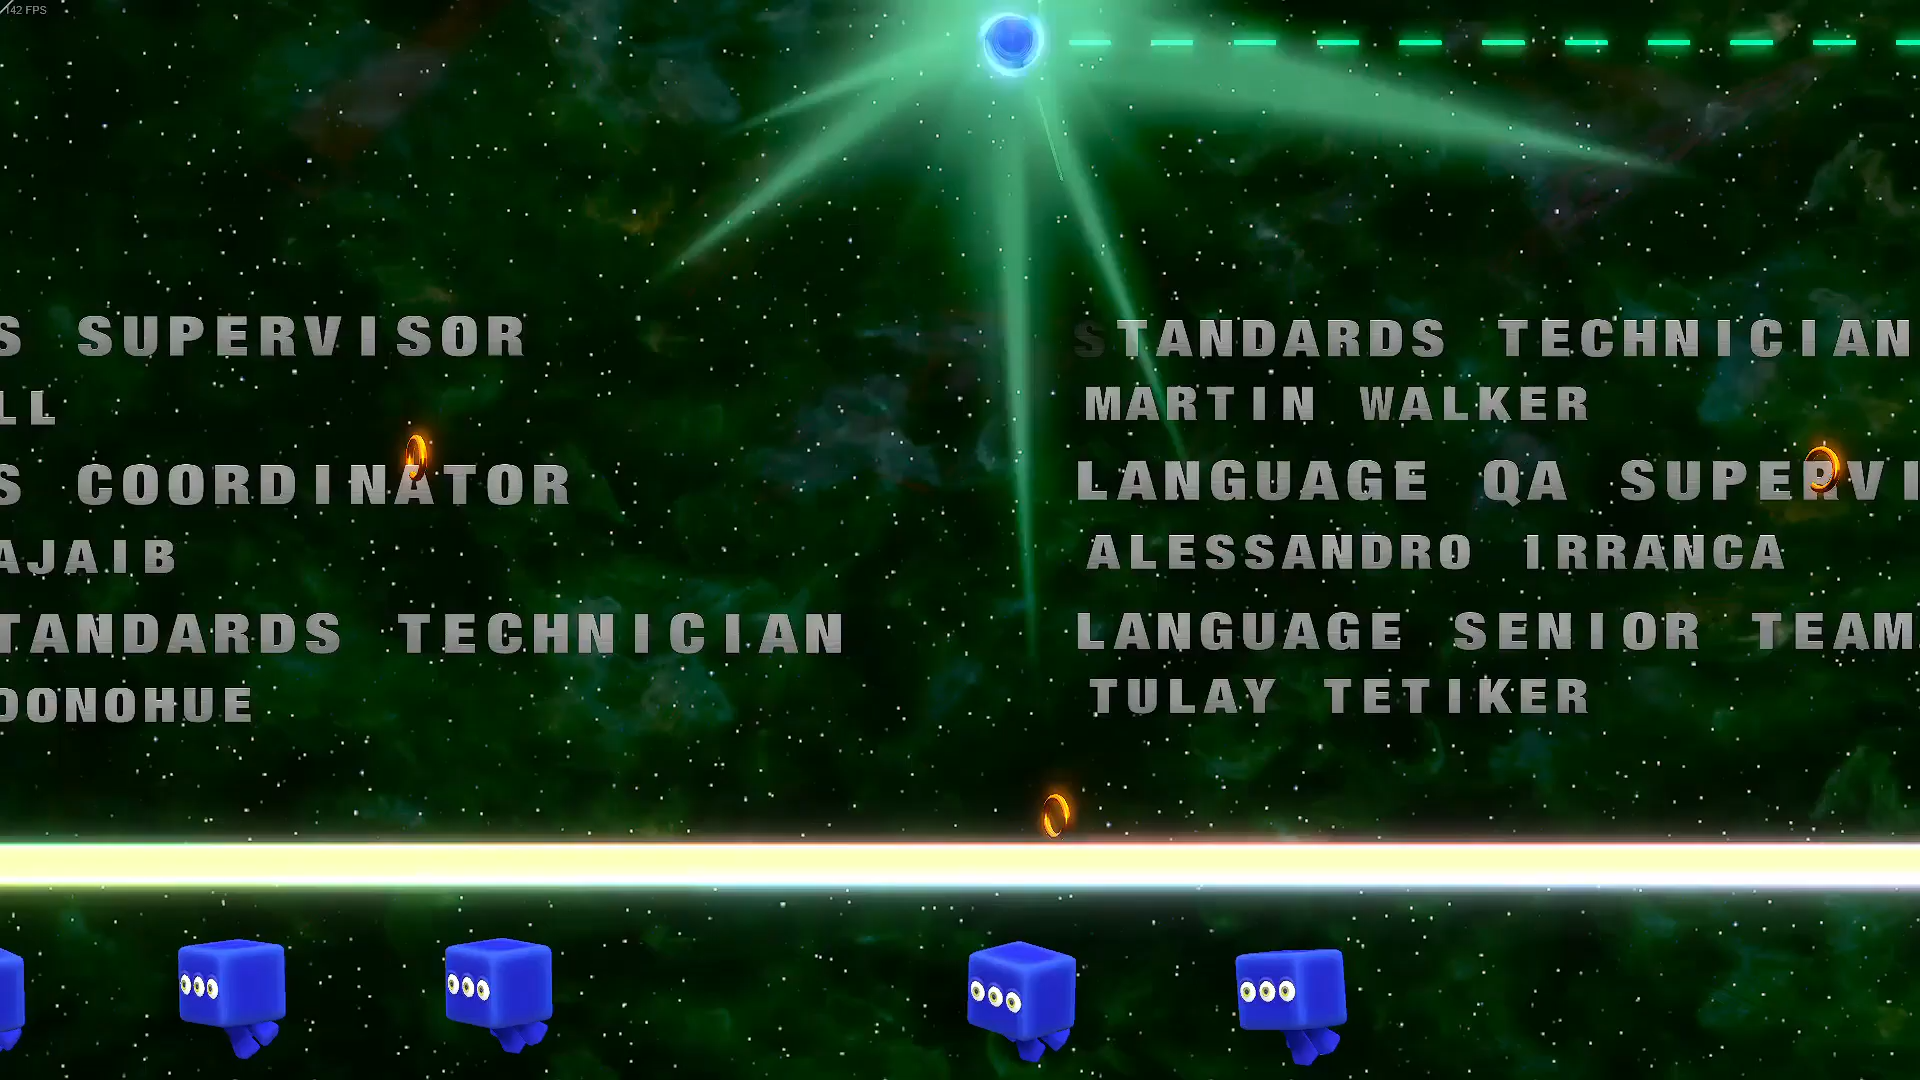 142 FPS
S SUPERVISOR
LL
S COORDINATOR
AJAIB
TANDARDS TECHNICIAN
DONOHUE
STANDARDS TECHNICIAN
MARTIN WALKER
LANGUAGE QA SUPERVI
ALESSANDRO IRRANCA
LANGUAGE SENIOR TEAM
TULAY TETIKER